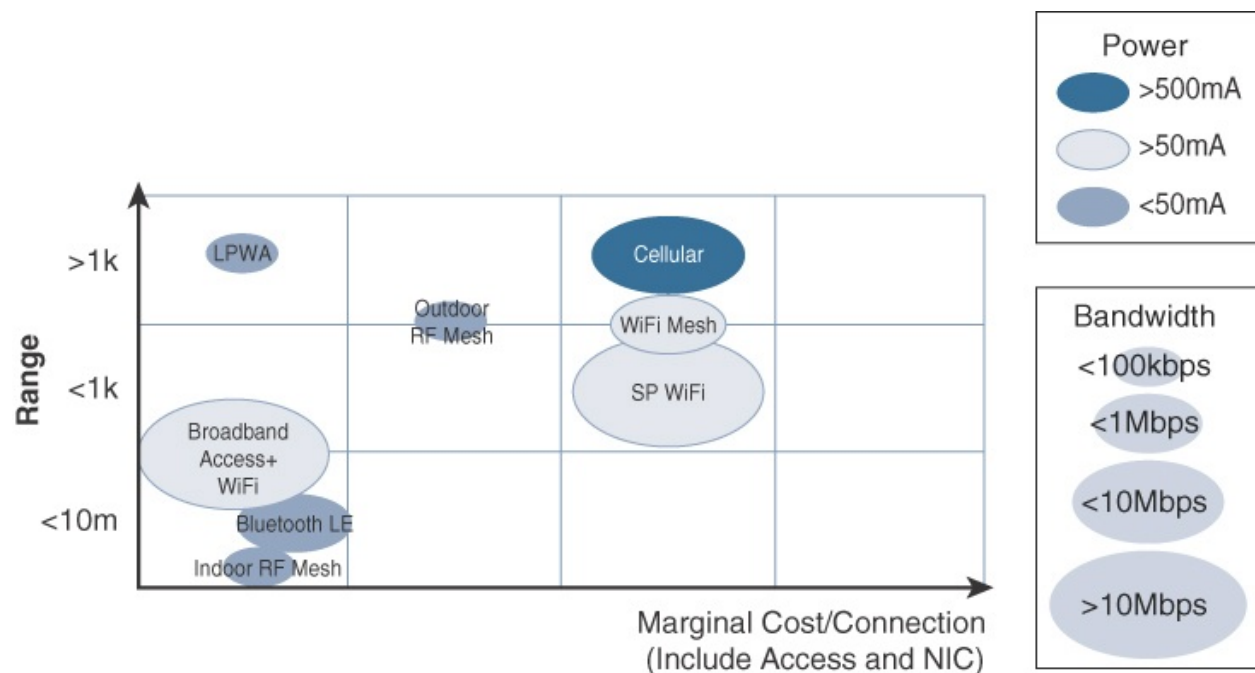 Power
>500mA
>50mA
<50mA
Bandwidth
<100kbps
<1Mbps
<10Mbps
>10Mbps
Range
>1k
<1k
<10m
LPWA
Cellular
Outdoor
RF Mesh
WiFi Mesh
SP WiFi
Broadband
Access+
WiFi
Bluetooth LE
Indoor RF Mesh
Marginal Cost/Connection
(Include Access and NIC)